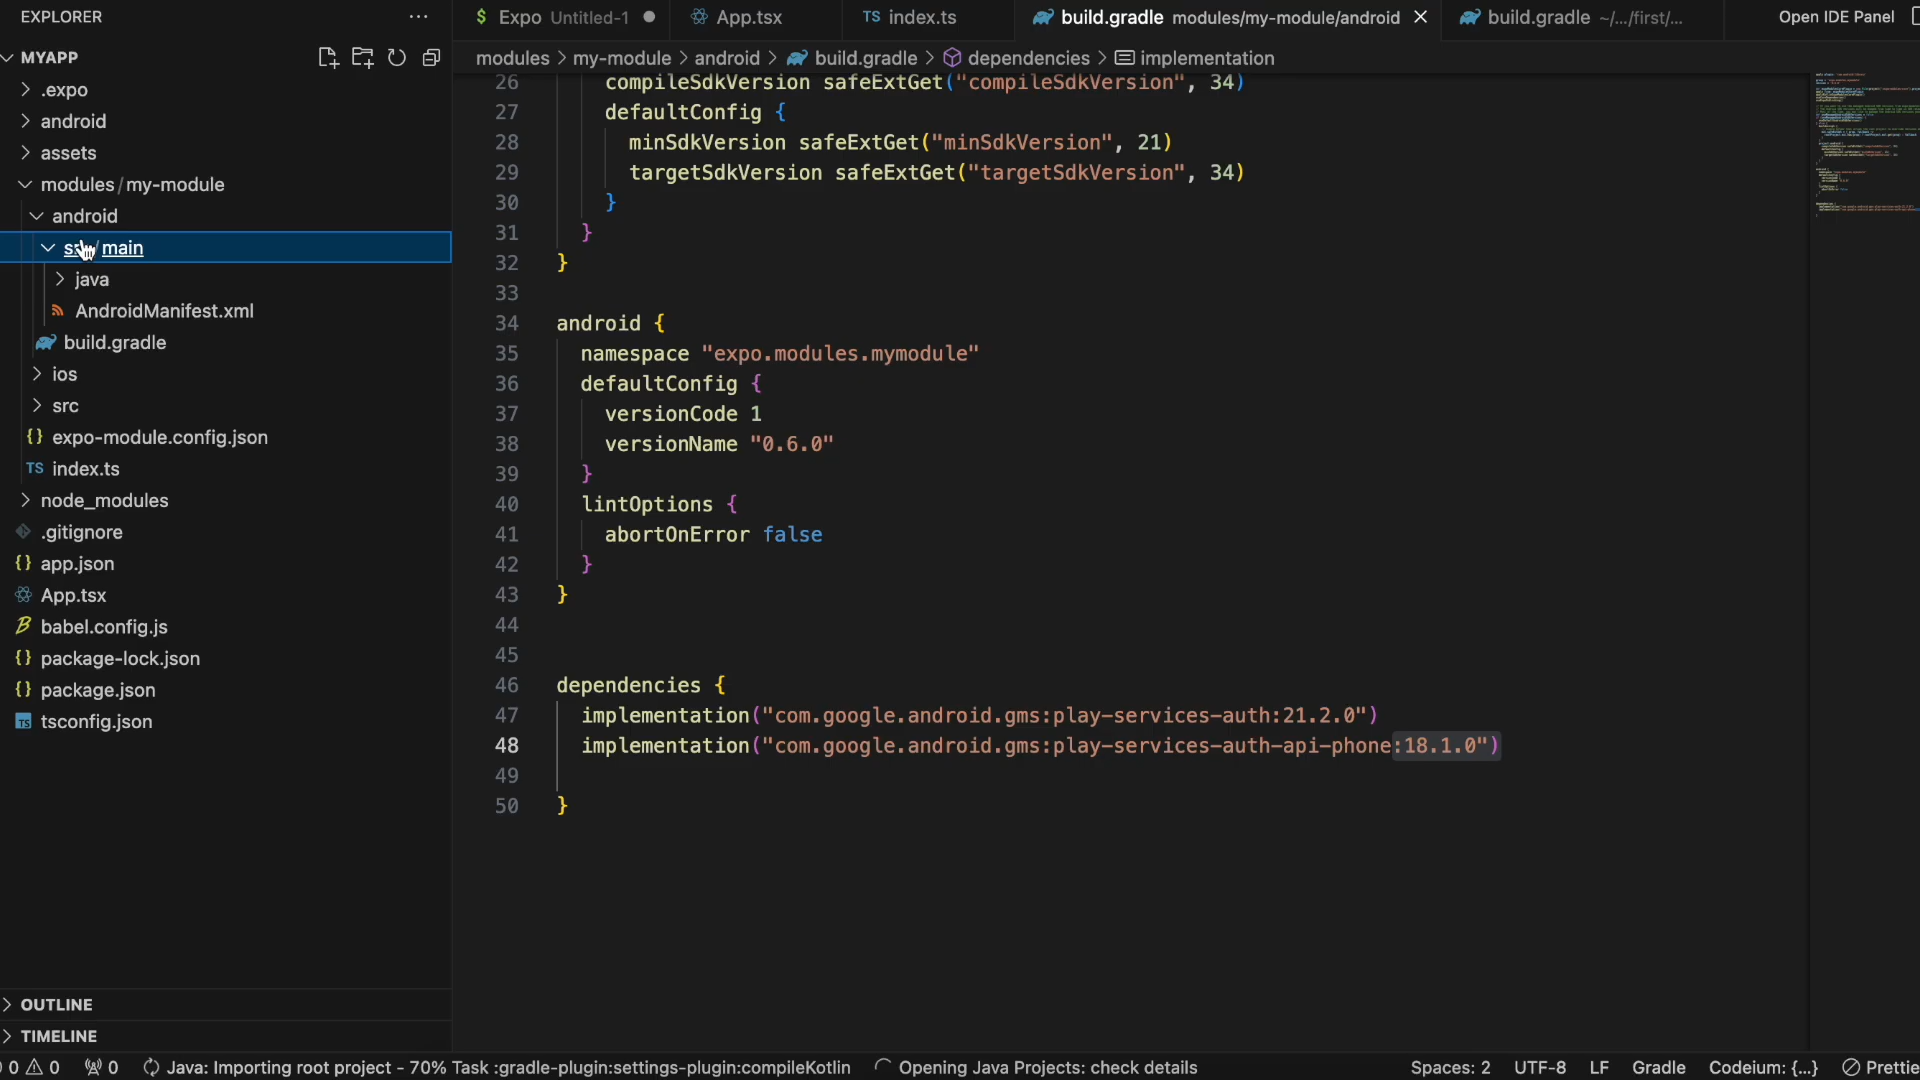 EXPLORER
MYAPP
.expo
android
assets
modules / my-module
android
main
java
AndroidManifest.xml
build.gradle
ios
src
{} expo-module.config.json
TS index.ts
node_modules
.gitignore
{} app.json
App.tsx
babel.config.js
{} package-lock.json
{} package.json
TS tsconfig.json
OUTLINE
TIMELINE
$ Expo Untitled-1
App.tsx
TS index.ts
build.gradle modules/my-module/android
build.gradle ~/.../first/...
Open IDE Panel
modules > my-module > android > build.gradle > dependencies > implementation
26 compileSdkVersion safeExtGet("compileSdkVersion", 34)
27 defaultConfig {
28 minSdkVersion safeExtGet("minSdkVersion", 21)
29 targetSdkVersion safeExtGet("targetSdkVersion", 34)
30 }
31 }
32 }
33
34 android {
35 namespace "expo.modules.mymodule"
36 defaultConfig {
37 versionCode 1
38 versionName "0.6.0"
39 }
40 lintOptions {
41 abortOnError false
42 }
43 }
44
45
46 dependencies {
47 implementation("com.google.android.gms:play-services-auth:21.2.0")
48 implementation("com.google.android.gms:play-services-auth-api-phone:18.1.0")
49
50 }
0 0 0 Java: Importing root project - 70% Task :gradle-plugin:settings-plugin:compileKotlin Opening Java Projects: check details Spaces: 2 UTF-8 LF Gradle Codeium: {...} Prettie